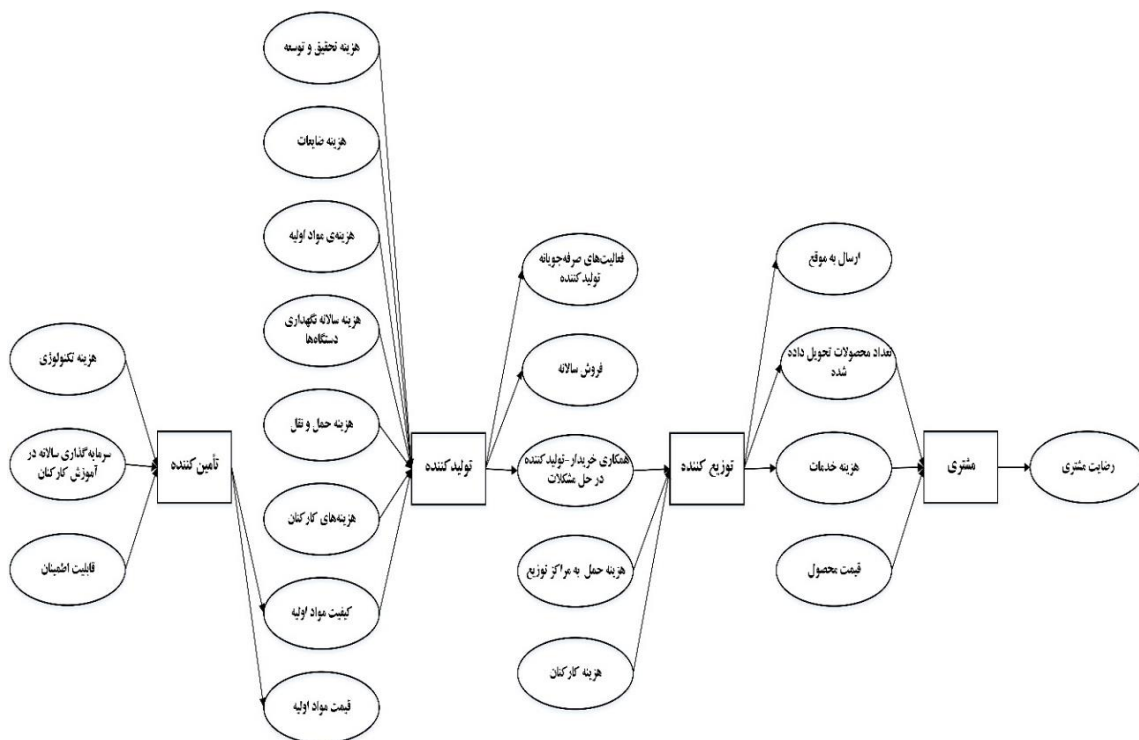 هزینه تحقیق و توسعه
هزینه ضایعات
هزینه‌ی مواد اولیه
هزینه سالانه نگهداری
دستگاه‌ها
هزینه حمل و نقل
هزینه‌های کارکنان
کیفیت مواد اولیه
قیمت مواد اولیه
هزینه تکنولوژی
سرمایه‌گذاری سالانه در
آموزش کارکنان
قابلیت اطمینان
تأمین‌کننده
تولیدکننده
فعالیت‌های صرفه‌جویانه
تولیدکننده
فروش سالانه
همکاری خریدار-تولیدکننده
در حل مشکلات
هزینه حمل به مراکز توزیع
هزینه کارکنان
توزیع کننده
ارسال به موقع
تعداد محصولات تحویل داده
شده
هزینه خدمات
قیمت محصول
مشتری
رضایت مشتری